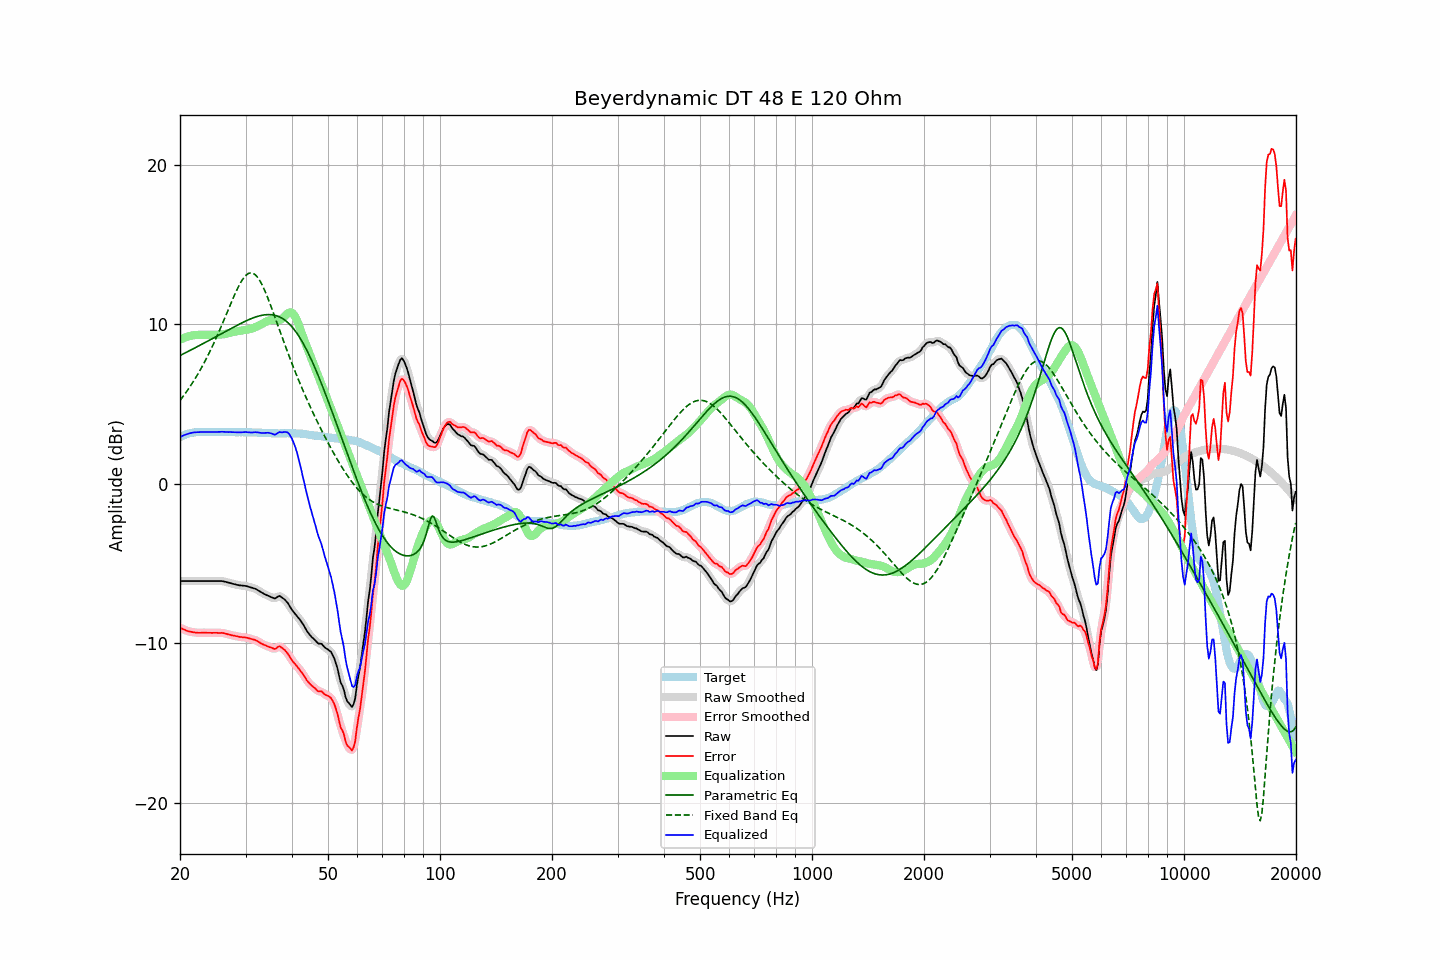 Beyerdynamic DT 48 E 120 Ohm
Amplitude (dBr)
20
10
0
−10
−20
Target
Raw Smoothed
Error Smoothed
Raw
Error
Equalization
Parametric Eq
Fixed Band Eq
Equalized
20 50 100 200 500 1000 2000 5000 10000 20000
Frequency (Hz)